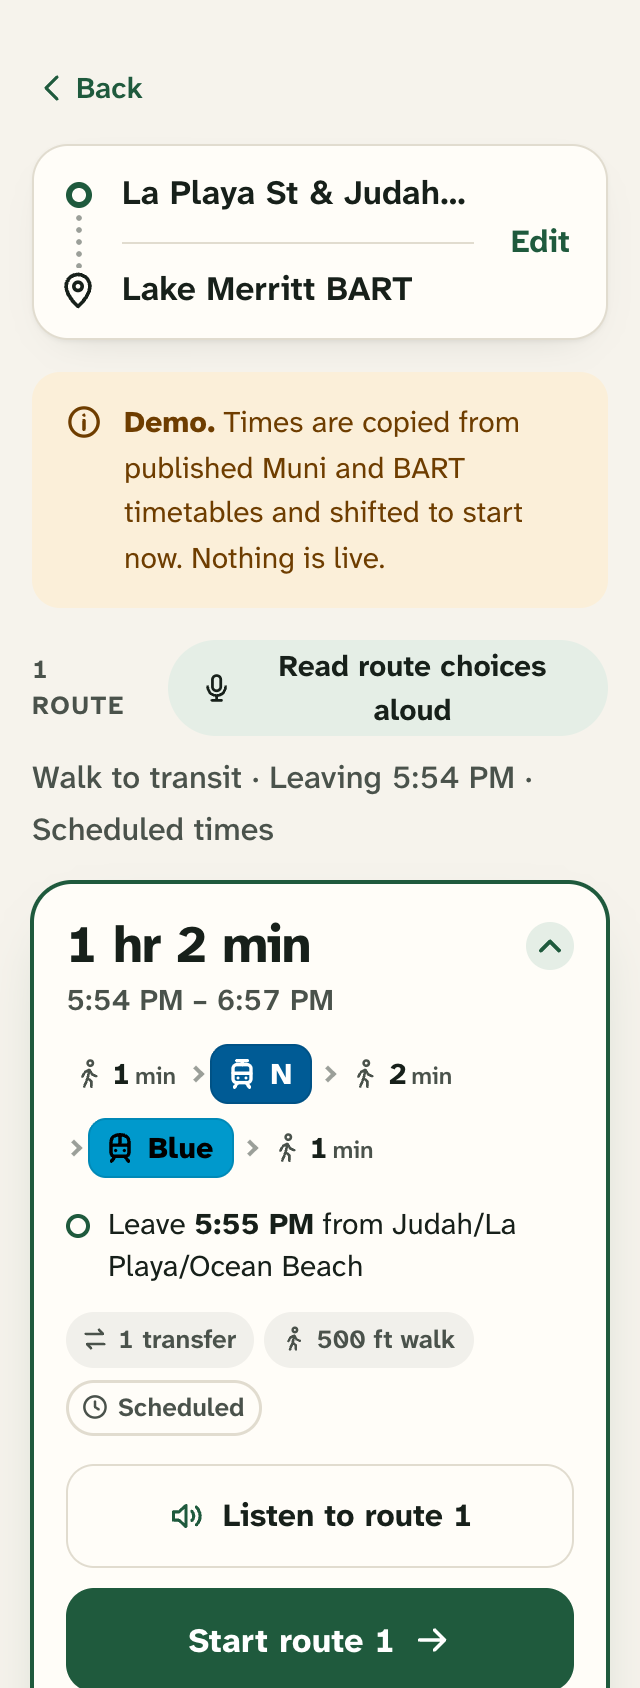 Back
La Playa St & Judah...
Edit
Lake Merritt BART
Demo. Times are copied from
published Muni and BART
timetables and shifted to start
now. Nothing is live.
1
ROUTE
Read route choices
aloud
Walk to transit · Leaving 5:54 PM ·
Scheduled times
1 hr 2 min
5:54 PM – 6:57 PM
1 min N 2 min
Blue 1 min
Leave 5:55 PM from Judah/La
Playa/Ocean Beach
1 transfer 500 ft walk
Scheduled
Listen to route 1
Start route 1